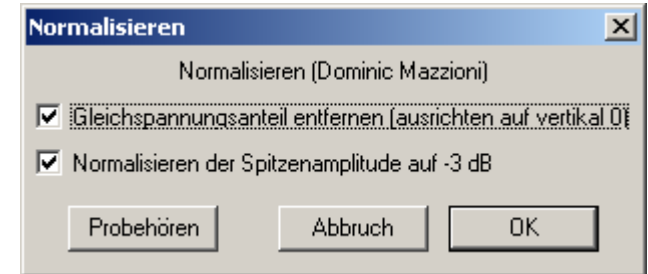 Normalisieren
Normalisieren (Dominic Mazzioni)
Gleichspannungsanteil entfernen (ausrichten auf vertikal 0)
Normalisieren der Spitzenamplitude auf -3 dB
Probehören Abbruch OK